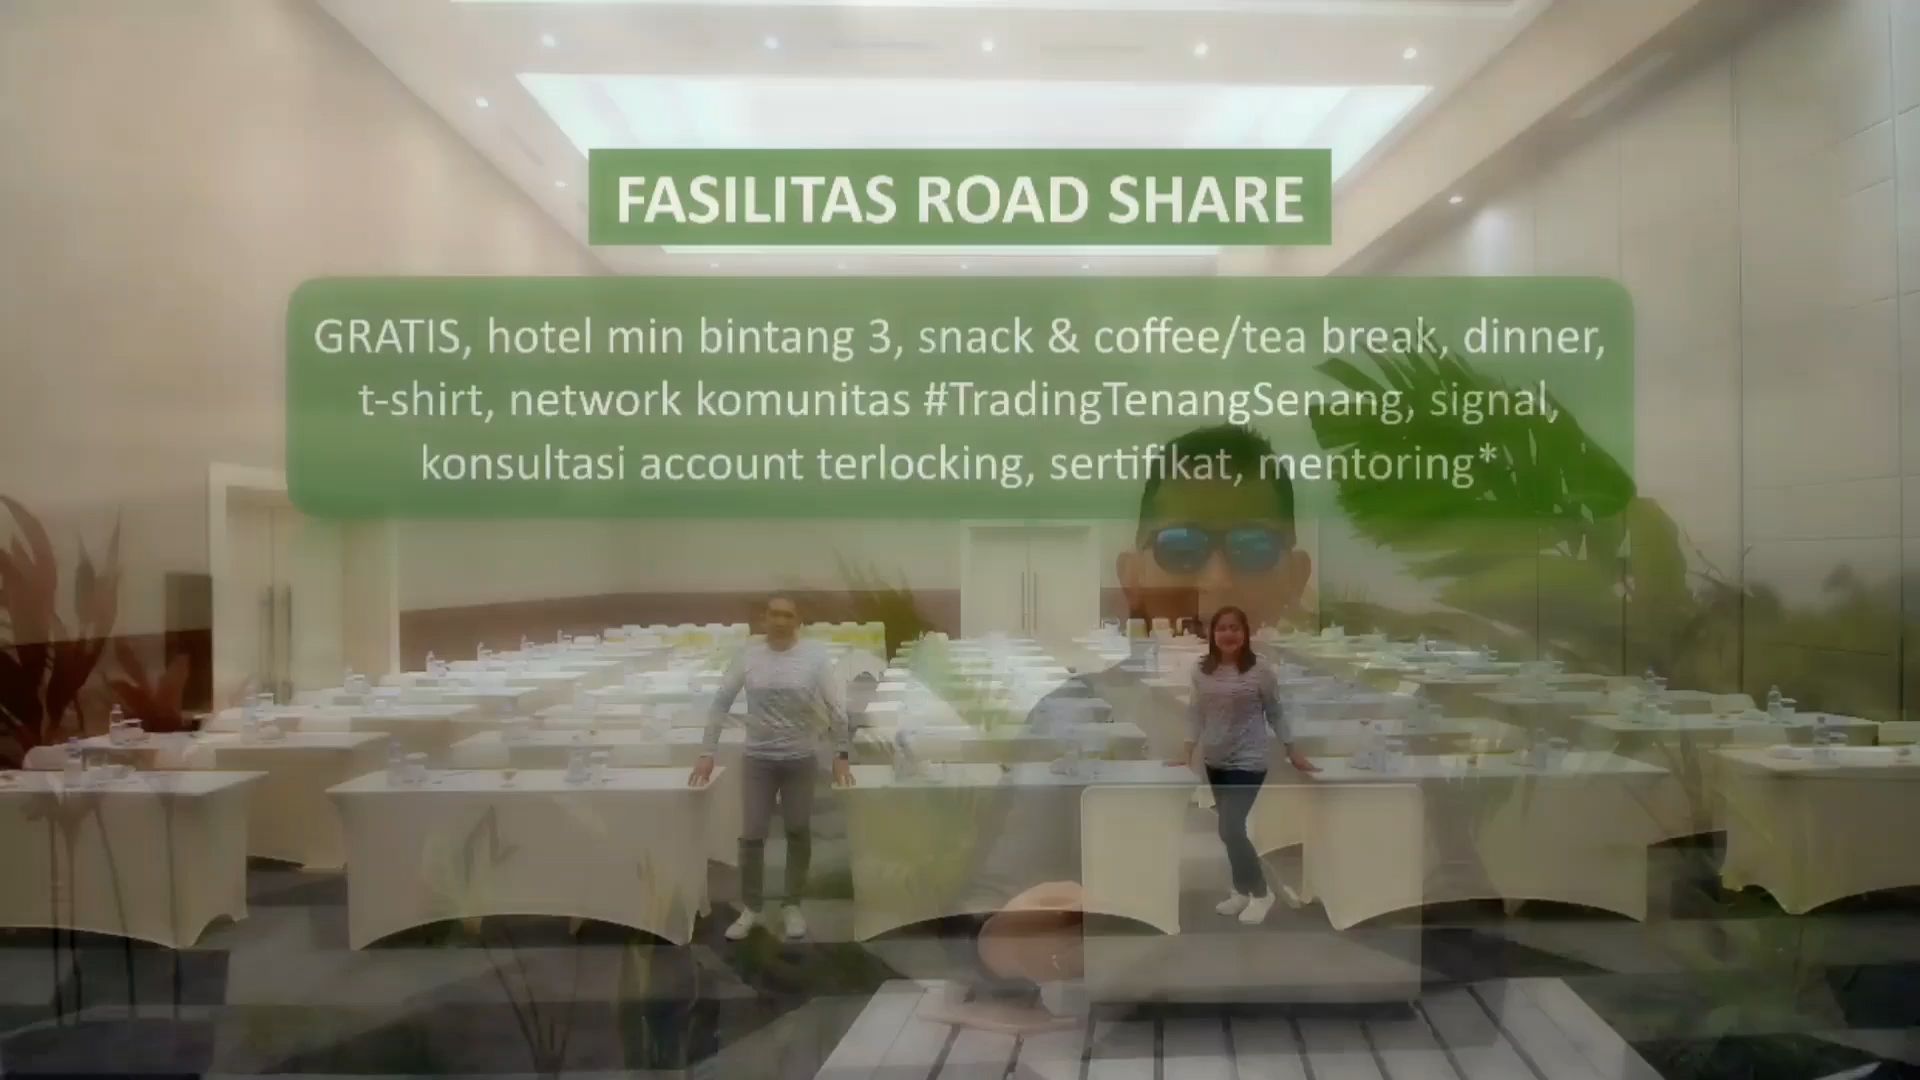 FASILITAS ROAD SHARE
GRATIS, hotel min bintang 3, snack & coffee/tea break, dinner,
t-shirt, network komunitas #TradingTenangSenang, signal,
konsultasi account terlocking, sertifikat, mentoring*